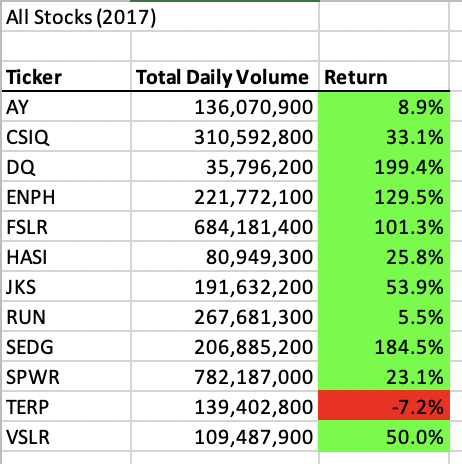 All Stocks (2017)
Ticker Total Daily Volume Return
AY 136,070,900 8.9%
CSIQ 310,592,800 33.1%
DQ 35,796,200 199.4%
ENPH 221,772,100 129.5%
FSLR 684,181,400 101.3%
HASI 80,949,300 25.8%
JKS 191,632,200 53.9%
RUN 267,681,300 5.5%
SEDG 206,885,200 184.5%
SPWR 782,187,000 23.1%
TERP 139,402,800 -7.2%
VSLR 109,487,900 50.0%